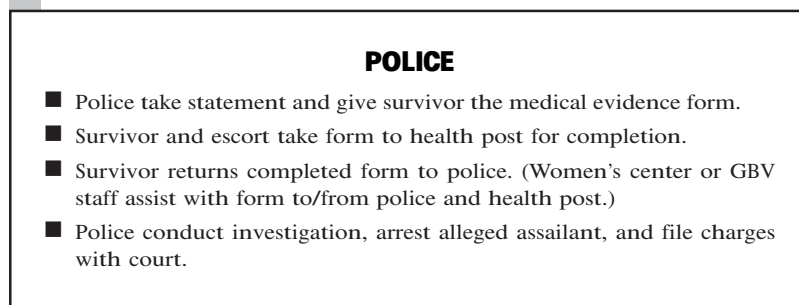 POLICE
■ Police take statement and give survivor the medical evidence form.
■ Survivor and escort take form to health post for completion.
■ Survivor returns completed form to police. (Women's center or GBV
staff assist with form to/from police and health post.)
■ Police conduct investigation, arrest alleged assailant, and file charges
with court.